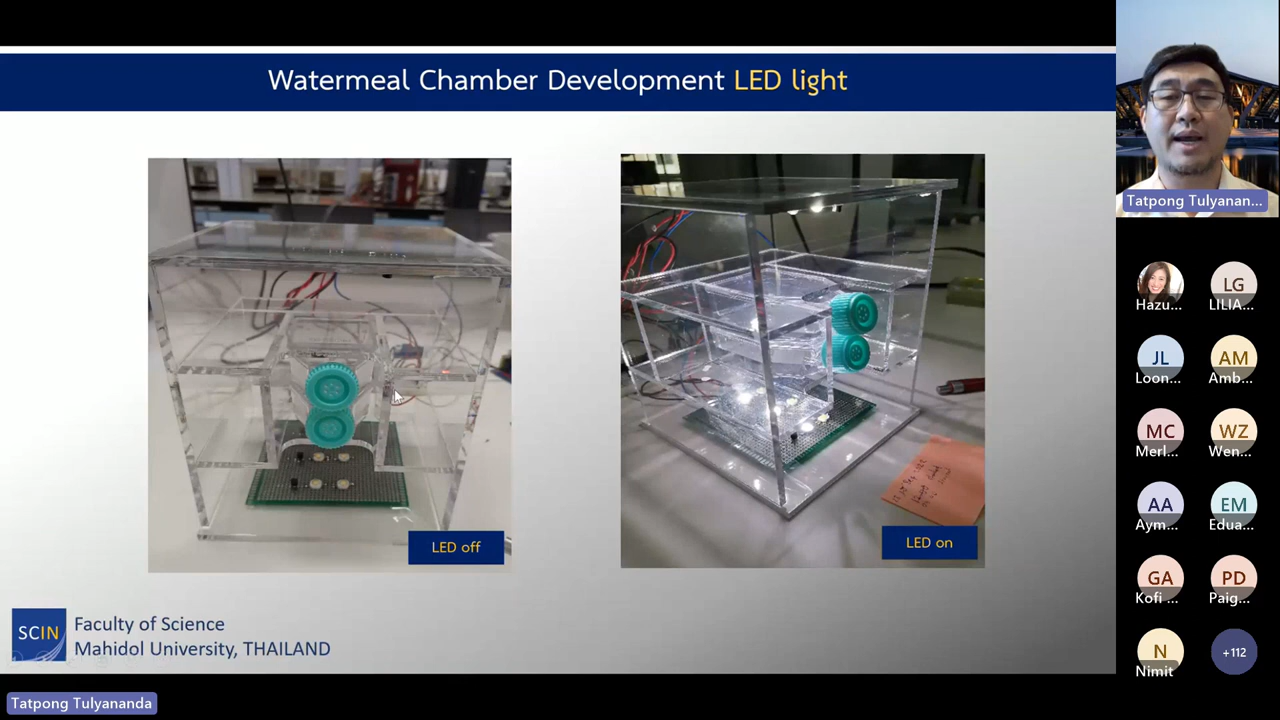 Watermeal Chamber Development LED light
LED off
LED on
SCIN
Faculty of Science
Mahidol University, THAILAND
Tatpong Tulyananda
Tatpong Tulyanan...
Hazu...
LG
LILIA...
JL
Loon...
AM
Amb...
MC
Merl...
WZ
Wen...
AA
Aym...
EM
Edua...
GA
Kofi ...
PD
Paig...
N
Nimit
+112